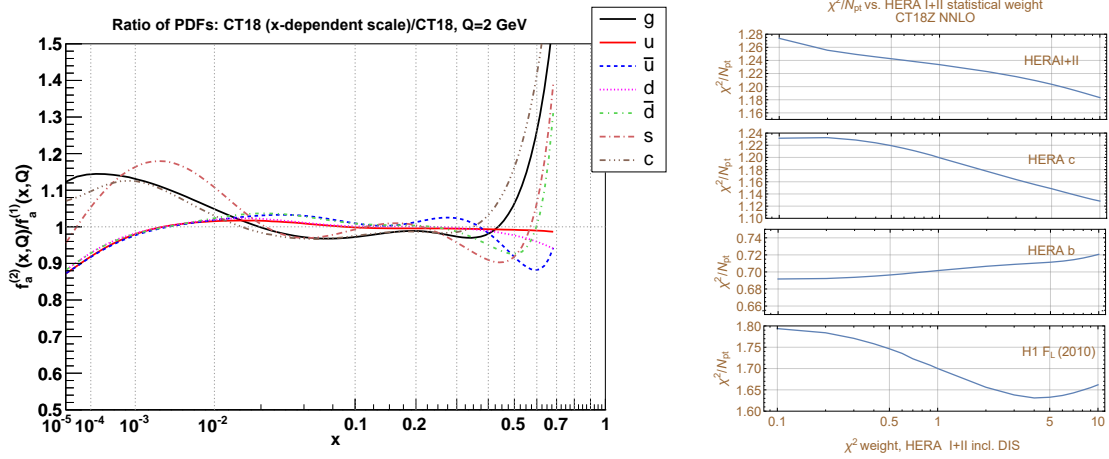 Ratio of PDFs: CT18 (x-dependent scale)/CT18, Q=2 GeV
f_a^(2)(x,Q)/f_a^(1)(x,Q)
1.5
1.4
1.3
1.2
1.1
1
0.9
0.8
0.7
0.6
0.5
10^-5 10^-4 10^-3 10^-2 0.1 0.2 0.5 0.7 1
x
g
u
ū
d
d̄
s
c
χ²/N_pt vs. HERA I+II statistical weight
CT18Z NNLO
χ²/N_pt
1.28
1.26
1.24
1.22
1.20
1.18
1.16
HERAI+II
χ²/N_pt
1.24
1.22
1.20
1.18
1.16
1.14
1.12
1.10
HERA c
χ²/N_pt
0.74
0.72
0.70
0.68
0.66
HERA b
χ²/N_pt
1.80
1.75
1.70
1.65
1.60
H1 F_L (2010)
0.1 0.5 1 5 10
χ² weight, HERA I+II incl. DIS